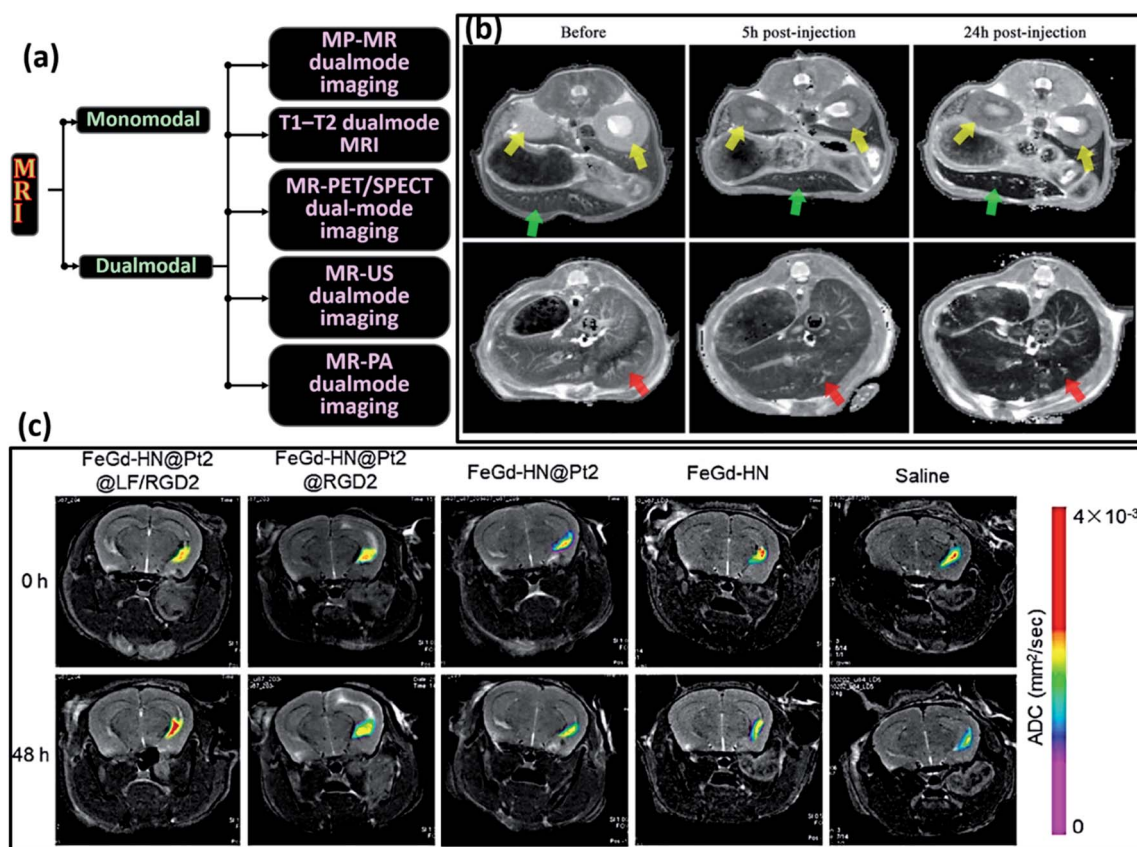 (a)
MRI
Monomodal
Dualmodal
MP-MR
dualmode
imaging
T1–T2 dualmode
MRI
MR-PET/SPECT
dual-mode
imaging
MR-US
dualmode
imaging
MR-PA
dualmode
imaging
(b)
Before
5h post-injection
24h post-injection
(c)
FeGd-HN@Pt2
@LF/RGD2
FeGd-HN@Pt2
@RGD2
FeGd-HN@Pt2
FeGd-HN
Saline
0 h
48 h
4×10⁻³
ADC (mm²/sec)
0